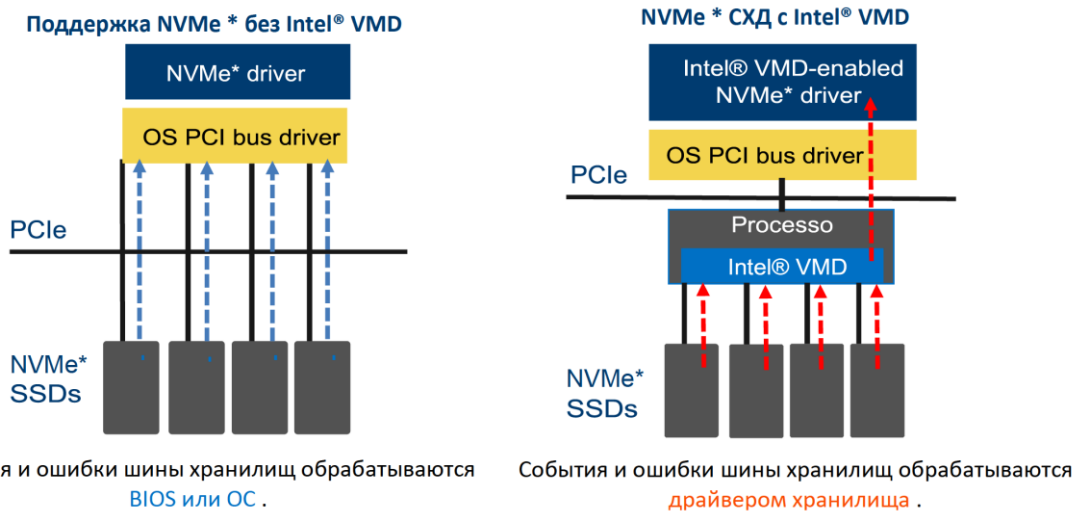 Поддержка NVMe * без Intel® VMD
NVMe* driver
OS PCI bus driver
PCIe
NVMe*
SSDs
я и ошибки шины хранилищ обрабатываются
BIOS или ОС .
NVMe * СХД с Intel® VMD
Intel® VMD-enabled
NVMe* driver
OS PCI bus driver
PCIe
Процессо
Intel® VMD
NVMe*
SSDs
События и ошибки шины хранилищ обрабатываются
драйвером хранилища .